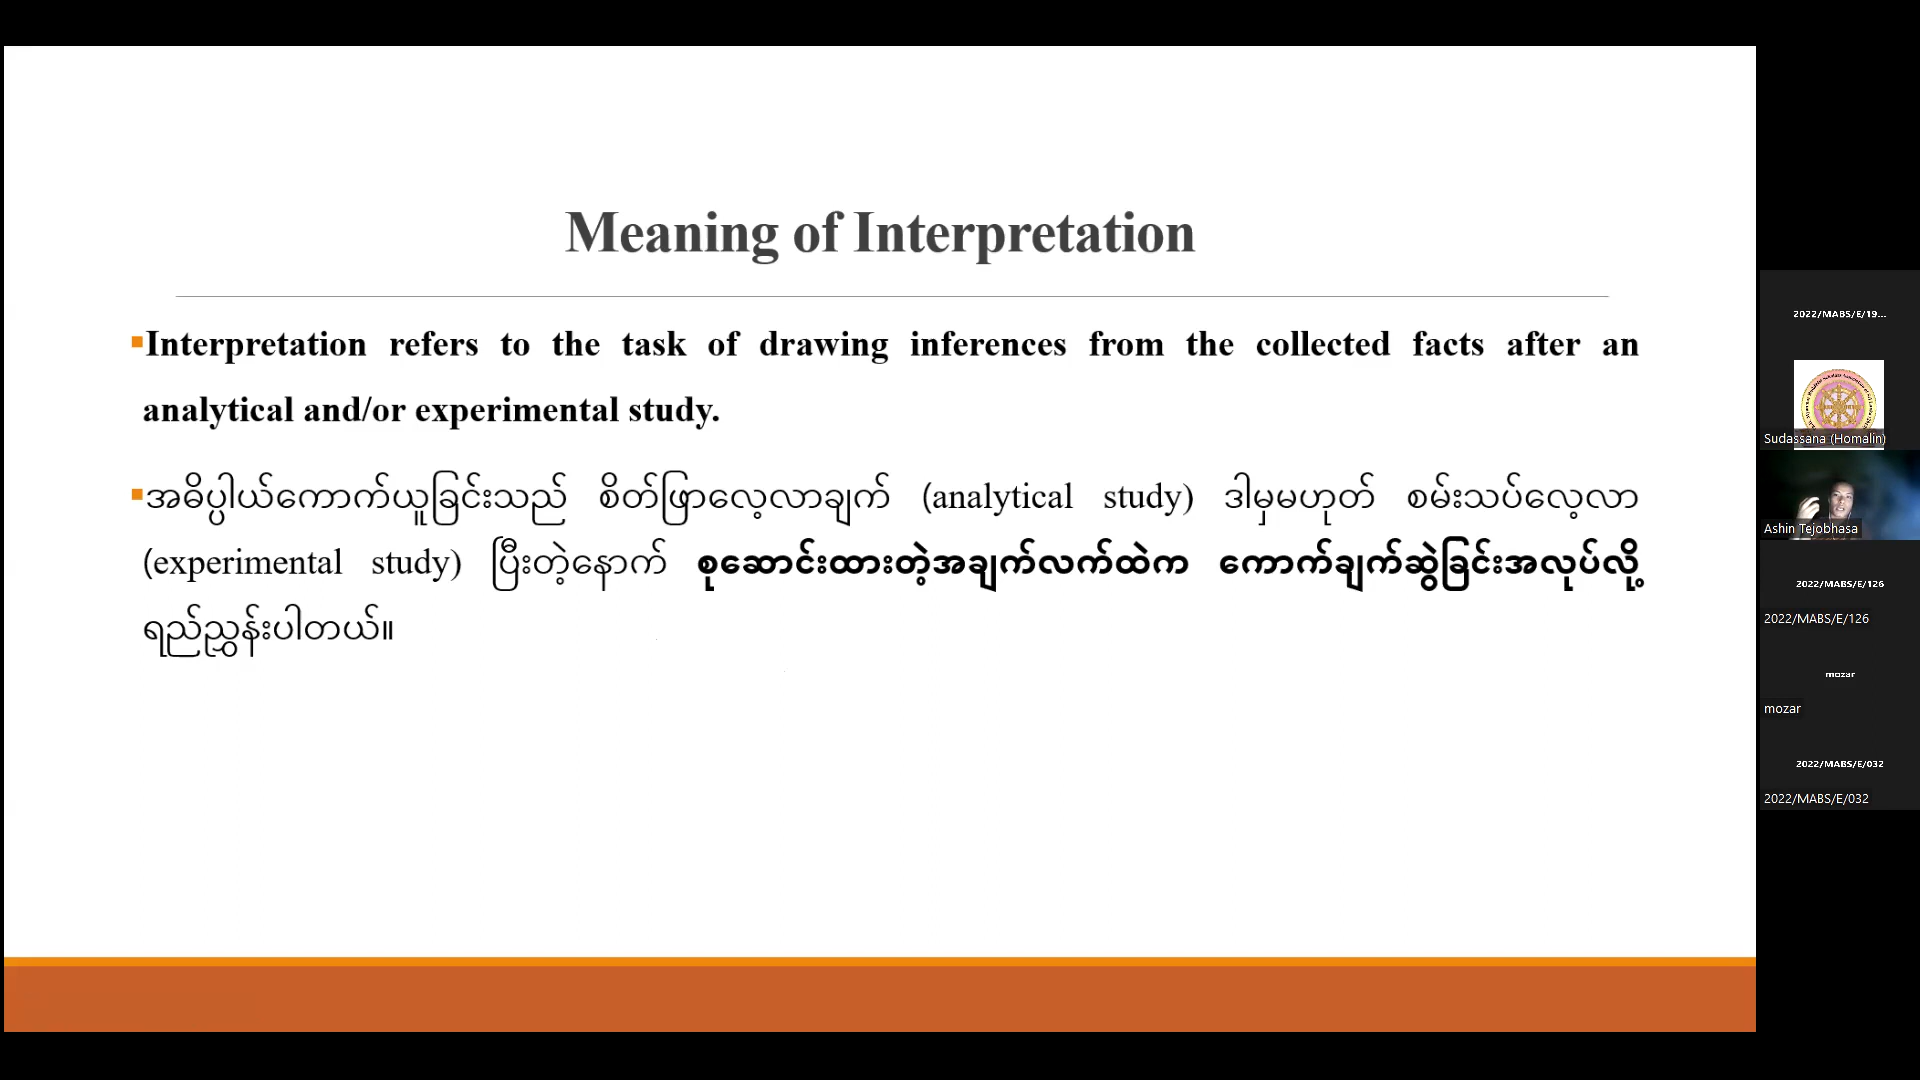 Meaning of Interpretation
▪Interpretation refers to the task of drawing inferences from the collected facts after an
analytical and/or experimental study.
▪အဓိပ္ပါယ်ကောက်ယူခြင်းသည် စိတ်ဖြာလေ့လာချက် (analytical study) ဒါမှမဟုတ် စမ်းသပ်လေ့လာ
(experimental study) ပြီးတဲ့နောက် စုဆောင်းထားတဲ့အချက်လက်ထဲက ကောက်ချက်ဆွဲခြင်းအလုပ်လို့
ရည်ညွှန်းပါတယ်။
2022/MABS/E/19...
Sudassana (Homalin)
Ashin Tejobhasa
2022/MABS/E/126
2022/MABS/E/126
mozar
mozar
2022/MABS/E/032
2022/MABS/E/032